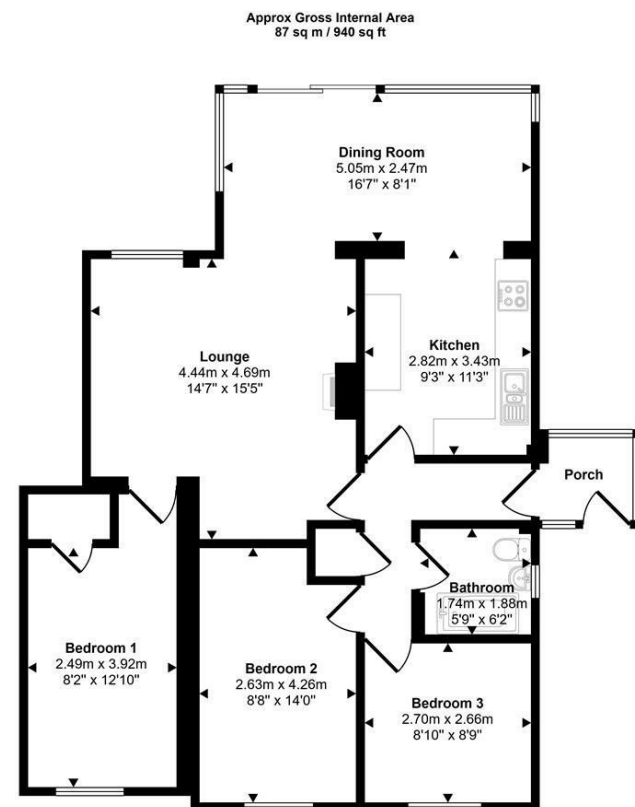 Approx Gross Internal Area
87 sq m / 940 sq ft
Dining Room
5.05m x 2.47m
16'7" x 8'1"
Lounge
4.44m x 4.69m
14'7" x 15'5"
Kitchen
2.82m x 3.43m
9'3" x 11'3"
Porch
Bathroom
1.74m x 1.88m
5'9" x 6'2"
Bedroom 1
2.49m x 3.92m
8'2" x 12'10"
Bedroom 2
2.63m x 4.26m
8'8" x 14'0"
Bedroom 3
2.70m x 2.66m
8'10" x 8'9"